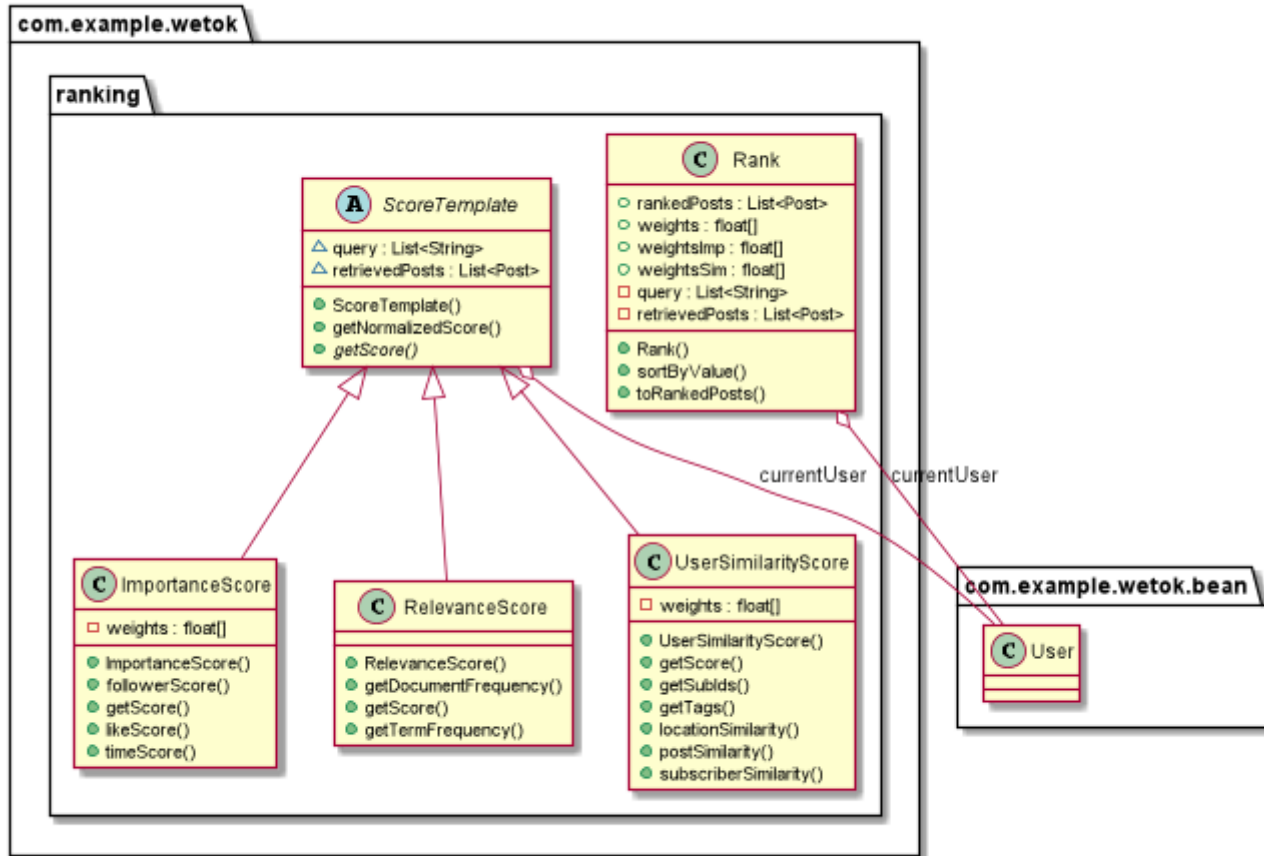 com.example.wetok
ranking
C Rank
rankedPosts : List<Post>
weights : float[]
weightsImp : float[]
weightsSim : float[]
query : List<String>
retrievedPosts : List<Post>
Rank()
sortByValue()
toRankedPosts()
A ScoreTemplate
query : List<String>
retrievedPosts : List<Post>
ScoreTemplate()
getNormalizedScore()
getScore()
currentUser
currentUser
C ImportanceScore
weights : float[]
ImportanceScore()
followerScore()
getScore()
likeScore()
timeScore()
C RelevanceScore
RelevanceScore()
getDocumentFrequency()
getScore()
getTermFrequency()
C UserSimilarityScore
weights : float[]
UserSimilarityScore()
getScore()
getSubIds()
getTags()
locationSimilarity()
postSimilarity()
subscriberSimilarity()
com.example.wetok.bean
C User